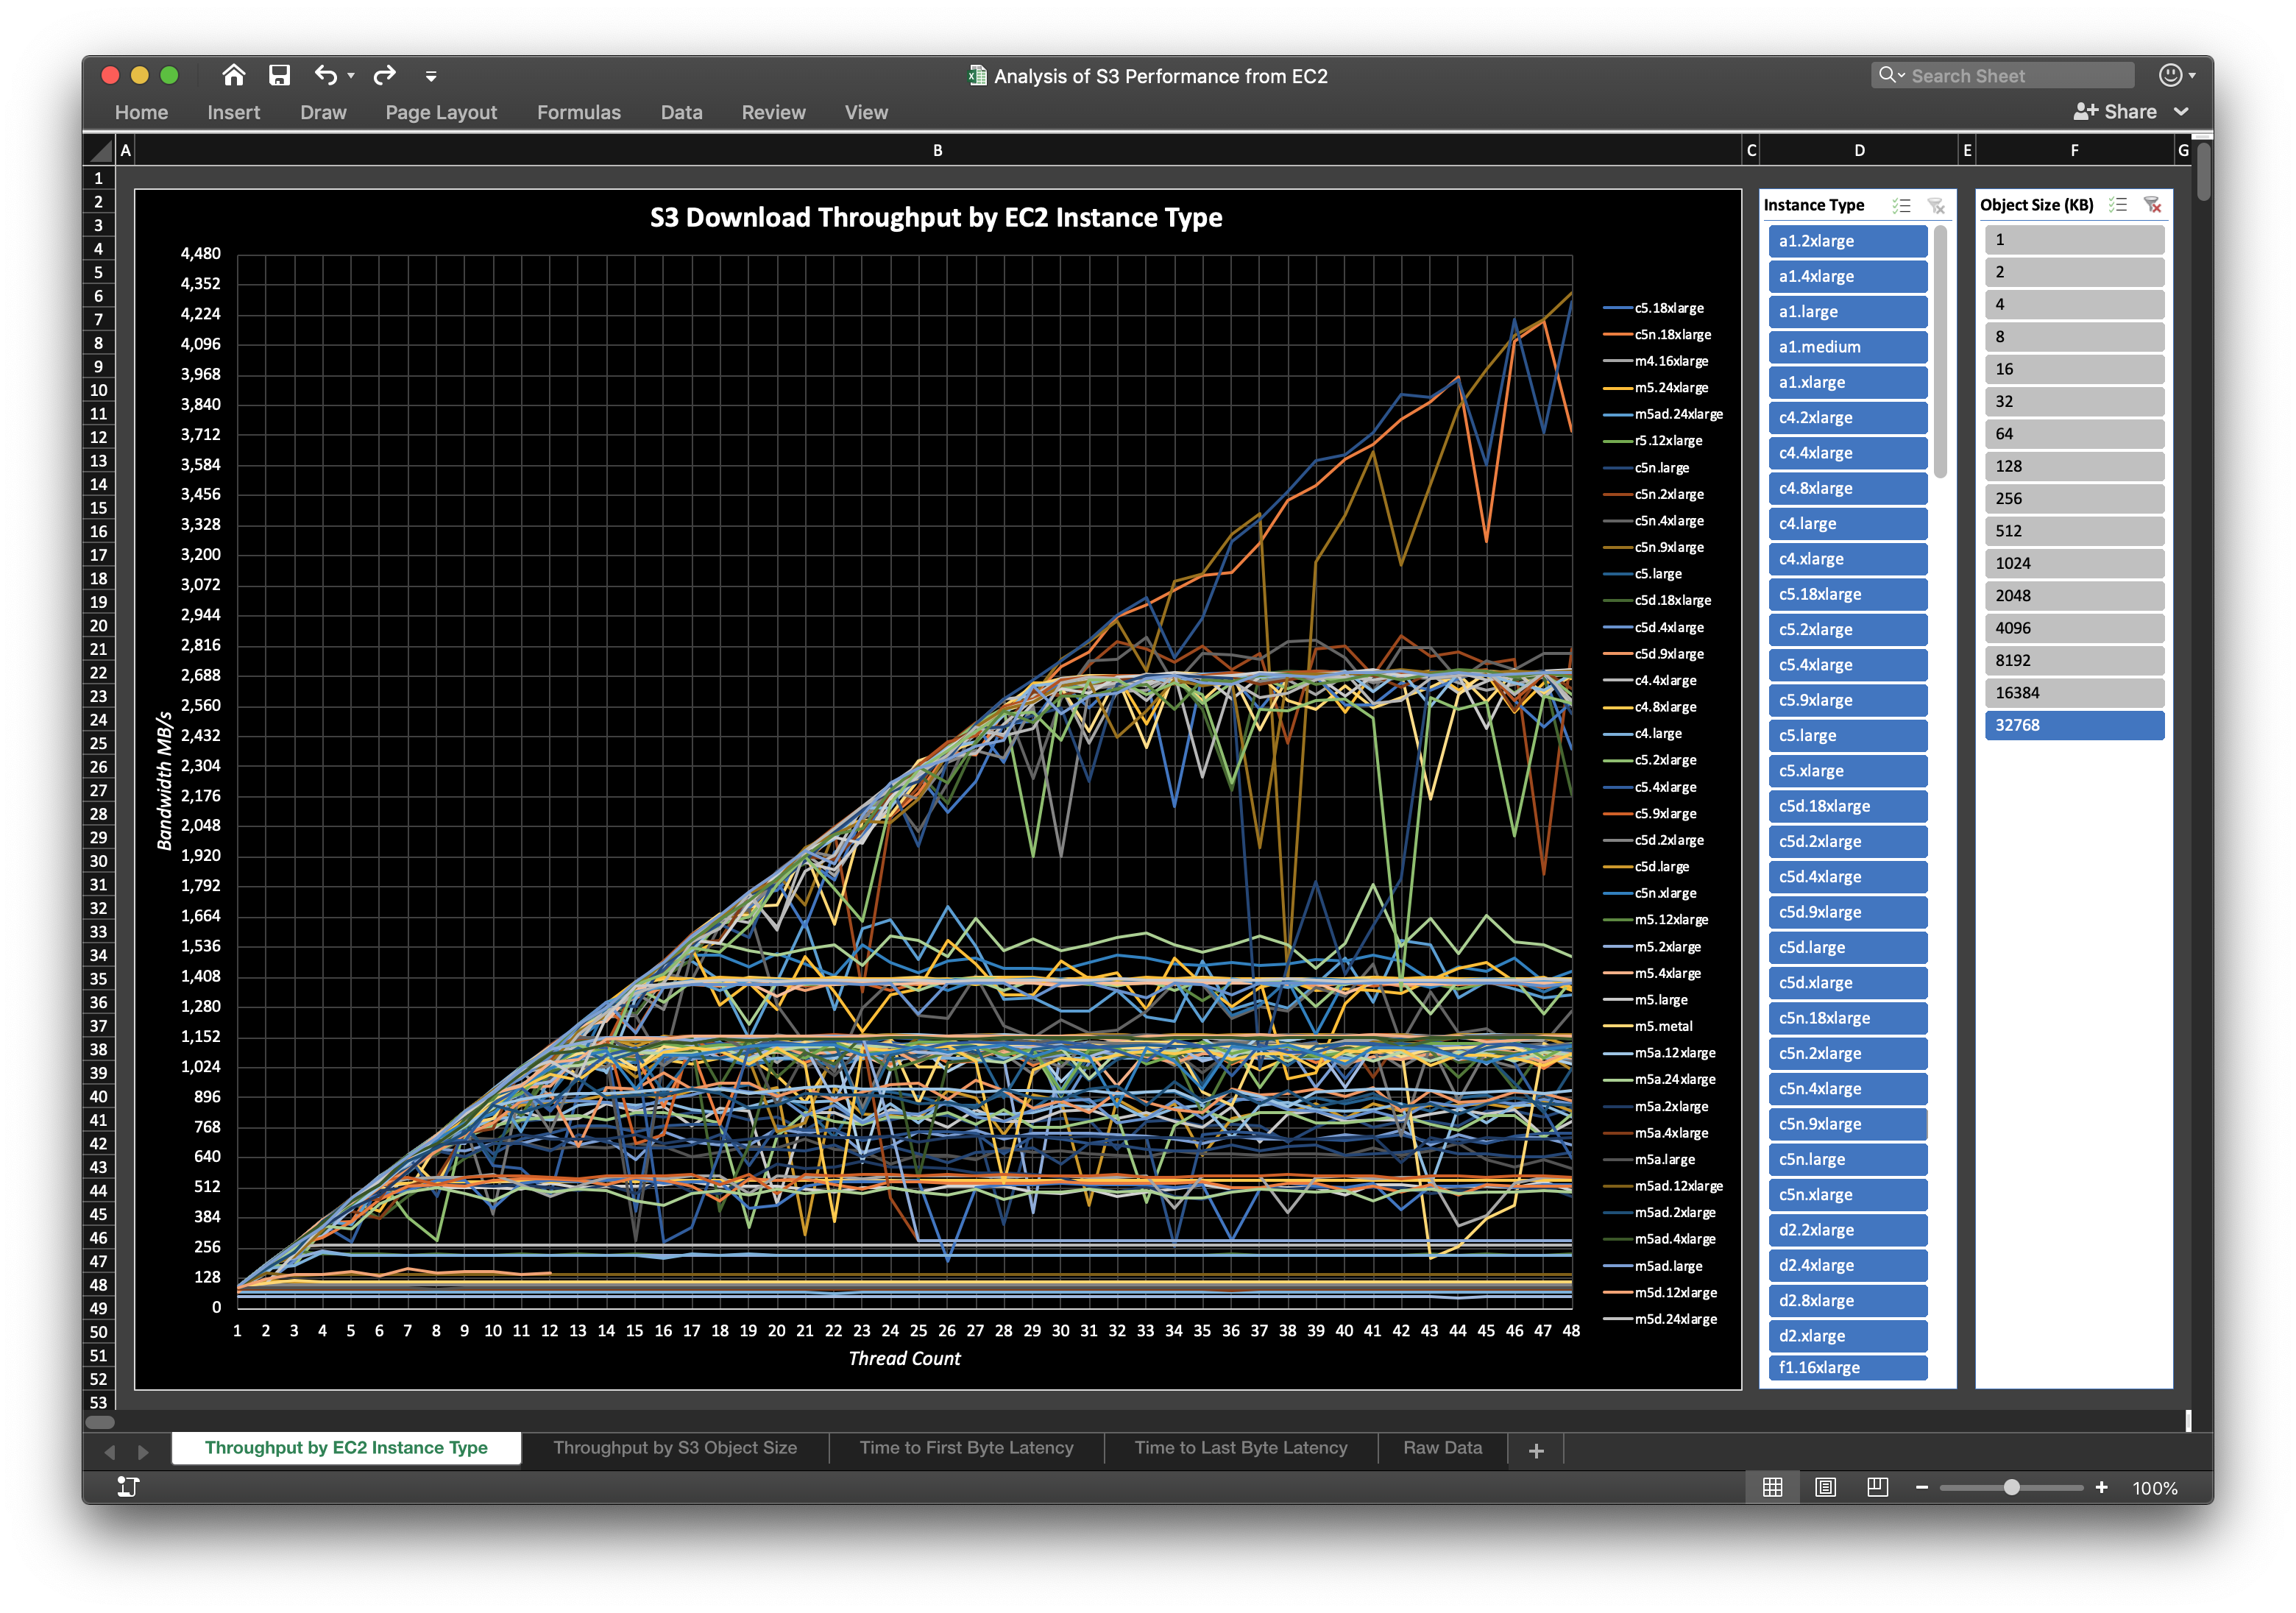 Analysis of S3 Performance from EC2
Search Sheet
Home Insert Draw Page Layout Formulas Data Review View
Share
A B C D E F G
1
2
3
4
5
6
7
8
9
10
11
12
13
14
15
16
17
18
19
20
21
22
23
24
25
26
27
28
29
30
31
32
33
34
35
36
37
38
39
40
41
42
43
44
45
46
47
48
49
50
51
52
53
S3 Download Throughput by EC2 Instance Type
Bandwidth MB/s
4,480
4,352
4,224
4,096
3,968
3,840
3,712
3,584
3,456
3,328
3,200
3,072
2,944
2,816
2,688
2,560
2,432
2,304
2,176
2,048
1,920
1,792
1,664
1,536
1,408
1,280
1,152
1,024
896
768
640
512
384
256
128
0
1 2 3 4 5 6 7 8 9 10 11 12 13 14 15 16 17 18 19 20 21 22 23 24 25 26 27 28 29 30 31 32 33 34 35 36 37 38 39 40 41 42 43 44 45 46 47 48
Thread Count
c5.18xlarge
c5n.18xlarge
m4.16xlarge
m5.24xlarge
m5ad.24xlarge
r5.12xlarge
c5n.large
c5n.2xlarge
c5n.4xlarge
c5n.9xlarge
c5.large
c5d.18xlarge
c5d.4xlarge
c5d.9xlarge
c4.4xlarge
c4.8xlarge
c4.large
c5.2xlarge
c5.4xlarge
c5.9xlarge
c5d.2xlarge
c5d.large
c5n.xlarge
m5.12xlarge
m5.2xlarge
m5.4xlarge
m5.large
m5.metal
m5a.12xlarge
m5a.24xlarge
m5a.2xlarge
m5a.4xlarge
m5a.large
m5ad.12xlarge
m5ad.2xlarge
m5ad.4xlarge
m5ad.large
m5d.12xlarge
m5d.24xlarge
Instance Type
a1.2xlarge
a1.4xlarge
a1.large
a1.medium
a1.xlarge
c4.2xlarge
c4.4xlarge
c4.8xlarge
c4.large
c4.xlarge
c5.18xlarge
c5.2xlarge
c5.4xlarge
c5.9xlarge
c5.large
c5.xlarge
c5d.18xlarge
c5d.2xlarge
c5d.4xlarge
c5d.9xlarge
c5d.large
c5d.xlarge
c5n.18xlarge
c5n.2xlarge
c5n.4xlarge
c5n.9xlarge
c5n.large
c5n.xlarge
d2.2xlarge
d2.4xlarge
d2.8xlarge
d2.xlarge
f1.16xlarge
Object Size (KB)
1
2
4
8
16
32
64
128
256
512
1024
2048
4096
8192
16384
32768
Throughput by EC2 Instance Type Throughput by S3 Object Size Time to First Byte Latency Time to Last Byte Latency Raw Data +
100%